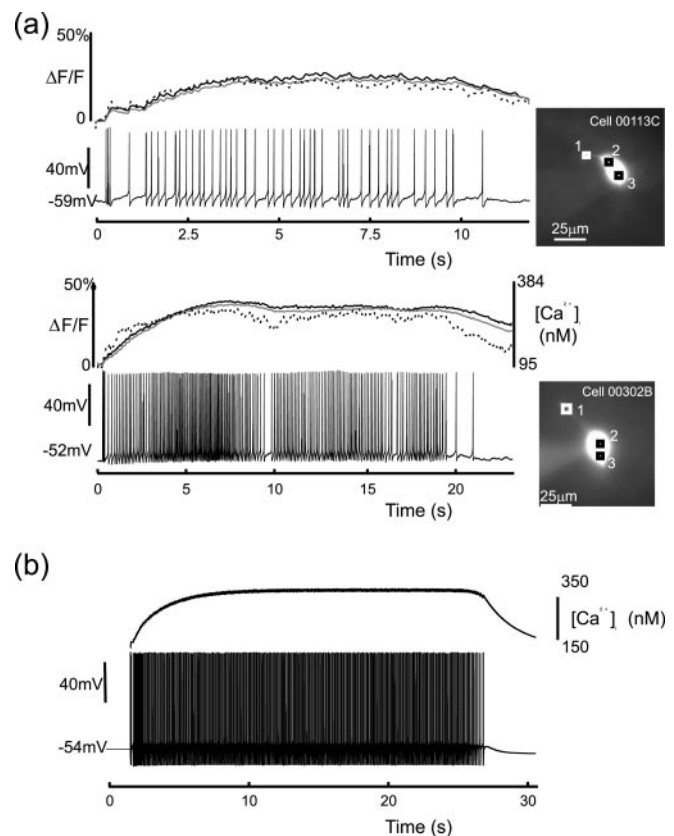 (a)
50%
ΔF/F
0
Cell 00113C
1
2
3
25μm
40mV
-59mV
0 2.5 5 7.5 10
Time (s)
50%
384
ΔF/F
[Ca²⁺]ᵢ
(nM)
0
95
Cell 00302B
1
2
3
25μm
40mV
-52mV
0 5 10 15 20
Time (s)
(b)
350
[Ca²⁺]ᵢ (nM)
150
40mV
-54mV
0 10 20 30
Time (s)